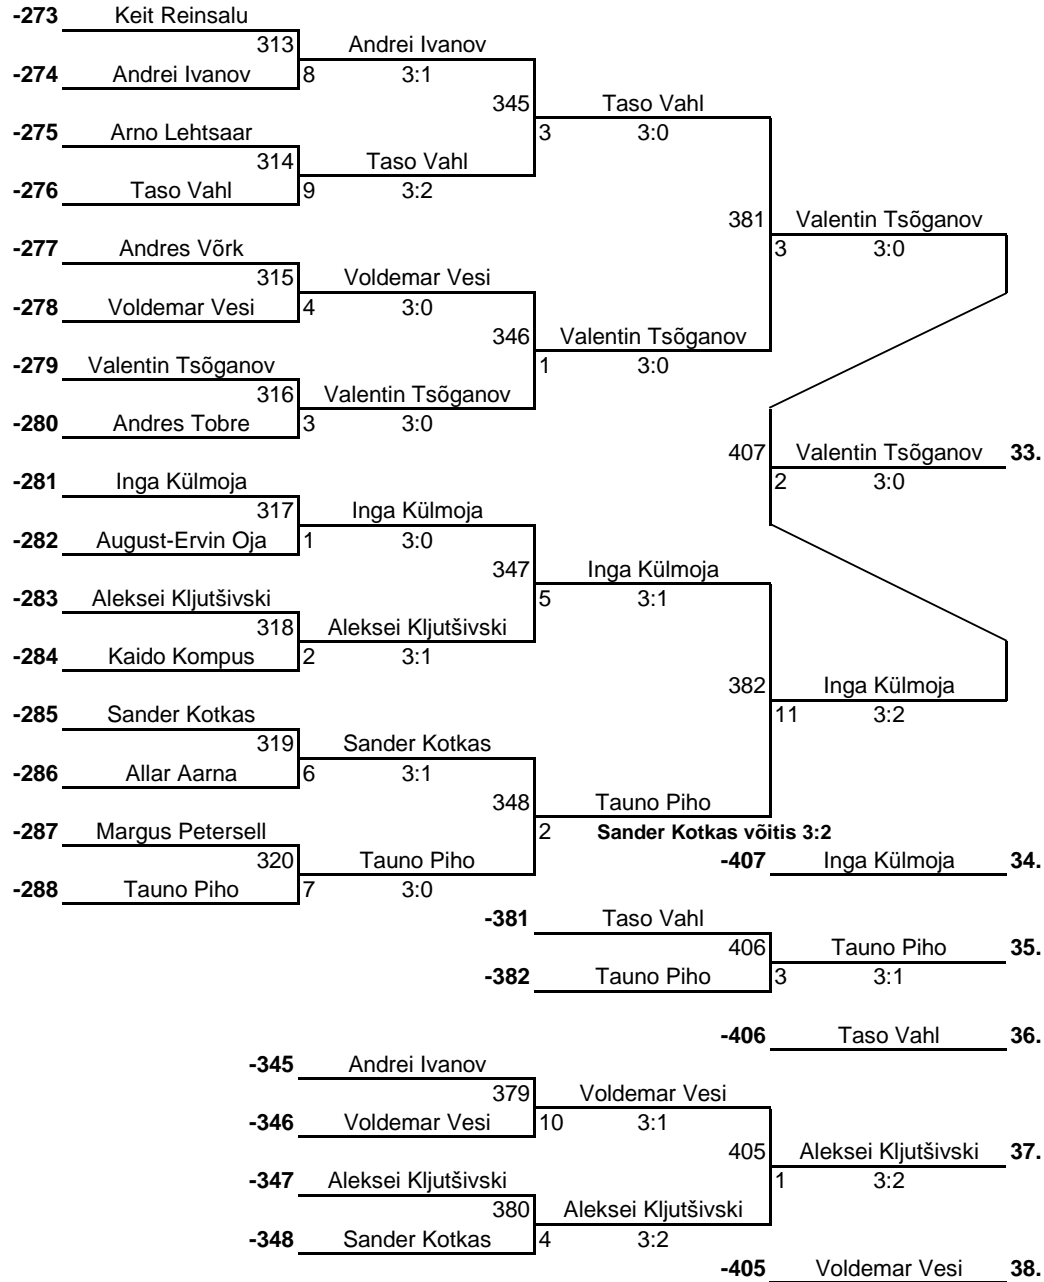 -273 Keit Reinsalu
313 Andrei Ivanov
-274 Andrei Ivanov 8 3:1
345 Taso Vahl
-275 Arno Lehtsaar 3 3:0
314 Taso Vahl
-276 Taso Vahl 9 3:2
381 Valentin Tsõganov
-277 Andres Võrk 3 3:0
315 Voldemar Vesi
-278 Voldemar Vesi 4 3:0
346 Valentin Tsõganov
-279 Valentin Tsõganov 1 3:0
316 Valentin Tsõganov
-280 Andres Tobre 3 3:0
407 Valentin Tsõganov 33.
-281 Inga Külmoja 2 3:0
317 Inga Külmoja
-282 August-Ervin Oja 1 3:0
347 Inga Külmoja
-283 Aleksei Kljutšivski 5 3:1
318 Aleksei Kljutšivski
-284 Kaido Kompus 2 3:1
382 Inga Külmoja
-285 Sander Kotkas 11 3:2
319 Sander Kotkas
-286 Allar Aarna 6 3:1
348 Tauno Piho
-287 Margus Petersell 2 Sander Kotkas võitis 3:2
320 Tauno Piho -407 Inga Külmoja 34.
-288 Tauno Piho 7 3:0
-381 Taso Vahl
406 Tauno Piho 35.
-382 Tauno Piho 3 3:1
-406 Taso Vahl 36.
-345 Andrei Ivanov
379 Voldemar Vesi
-346 Voldemar Vesi 10 3:1
405 Aleksei Kljutšivski 37.
-347 Aleksei Kljutšivski 1 3:2
380 Aleksei Kljutšivski
-348 Sander Kotkas 4 3:2
-405 Voldemar Vesi 38.